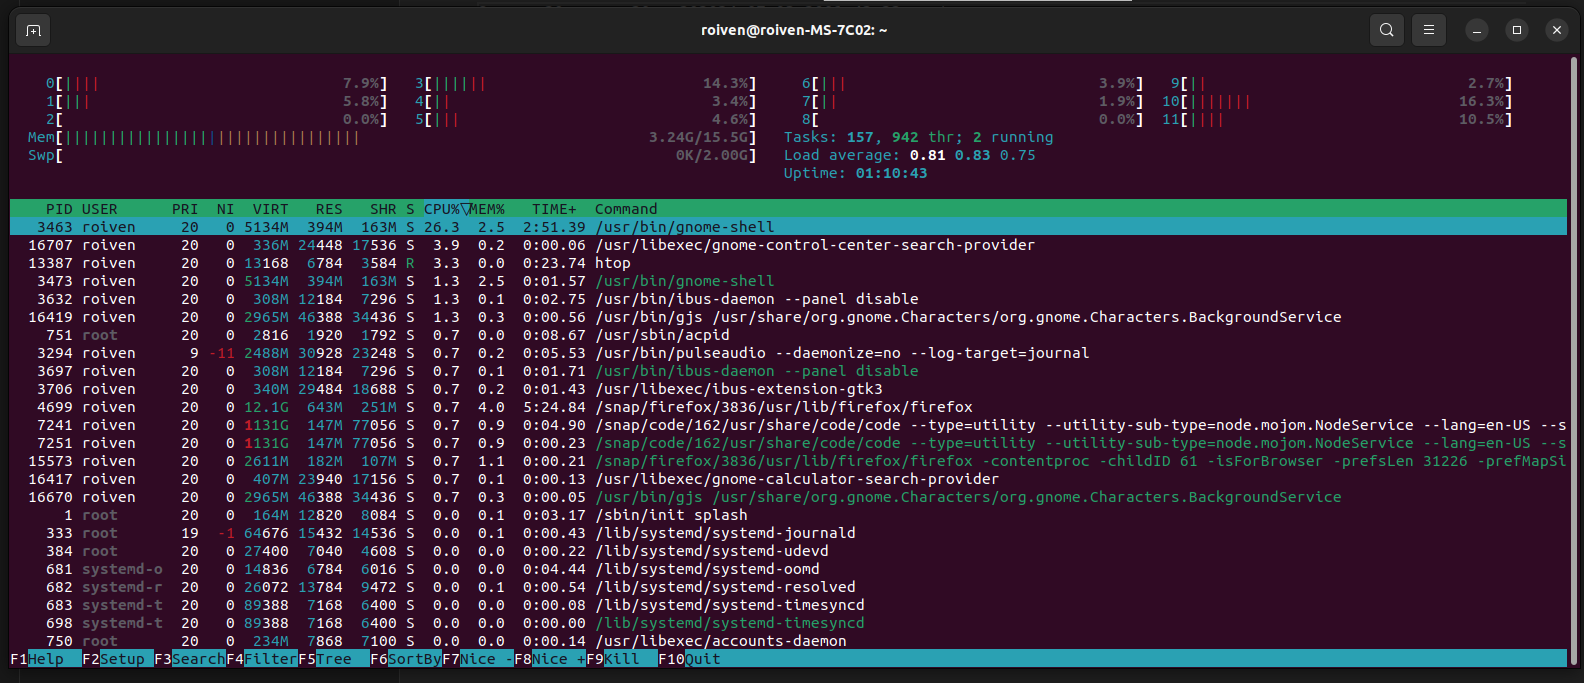 roiven@roiven-MS-7C02: ~
0[|||| 7.9%] 3[|||||| 14.3%] 6[||| 3.9%] 9[|| 2.7%]
1[||| 5.8%] 4[|| 3.4%] 7[|| 1.9%] 10[||||||| 16.3%]
2[ 0.0%] 5[||| 4.6%] 8[ 0.0%] 11[|||| 10.5%]
Mem[||||||||||||||||||||||||||||||||| 3.24G/15.5G] Tasks: 157, 942 thr; 2 running
Swp[ 0K/2.00G] Load average: 0.81 0.83 0.75
Uptime: 01:10:43
PID USER PRI NI VIRT RES SHR S CPU%▽MEM% TIME+ Command
3463 roiven 20 0 5134M 394M 163M S 26.3 2.5 2:51.39 /usr/bin/gnome-shell
16707 roiven 20 0 336M 24448 17536 S 3.9 0.2 0:00.06 /usr/libexec/gnome-control-center-search-provider
13387 roiven 20 0 13168 6784 3584 R 3.3 0.0 0:23.74 htop
3473 roiven 20 0 5134M 394M 163M S 1.3 2.5 0:01.57 /usr/bin/gnome-shell
3632 roiven 20 0 308M 12184 7296 S 1.3 0.1 0:02.75 /usr/bin/ibus-daemon --panel disable
16419 roiven 20 0 2965M 46388 34436 S 1.3 0.3 0:00.56 /usr/bin/gjs /usr/share/org.gnome.Characters/org.gnome.Characters.BackgroundService
751 root 20 0 2816 1920 1792 S 0.7 0.0 0:08.67 /usr/sbin/acpid
3294 roiven 9 -11 2488M 30928 23248 S 0.7 0.2 0:05.53 /usr/bin/pulseaudio --daemonize=no --log-target=journal
3697 roiven 20 0 308M 12184 7296 S 0.7 0.1 0:01.71 /usr/bin/ibus-daemon --panel disable
3706 roiven 20 0 340M 29484 18688 S 0.7 0.2 0:01.43 /usr/libexec/ibus-extension-gtk3
4699 roiven 20 0 12.1G 643M 251M S 0.7 4.0 5:24.84 /snap/firefox/3836/usr/lib/firefox/firefox
7241 roiven 20 0 1131G 147M 77056 S 0.7 0.9 0:04.90 /snap/code/162/usr/share/code/code --type=utility --utility-sub-type=node.mojom.NodeService --lang=en-US --s
7251 roiven 20 0 1131G 147M 77056 S 0.7 0.9 0:00.23 /snap/code/162/usr/share/code/code --type=utility --utility-sub-type=node.mojom.NodeService --lang=en-US --s
15573 roiven 20 0 2611M 182M 107M S 0.7 1.1 0:00.21 /snap/firefox/3836/usr/lib/firefox/firefox -contentproc -childID 61 -isForBrowser -prefsLen 31226 -prefMapSi
16417 roiven 20 0 407M 23940 17156 S 0.7 0.1 0:00.13 /usr/libexec/gnome-calculator-search-provider
16670 roiven 20 0 2965M 46388 34436 S 0.7 0.3 0:00.05 /usr/bin/gjs /usr/share/org.gnome.Characters/org.gnome.Characters.BackgroundService
1 root 20 0 164M 12820 8084 S 0.0 0.1 0:03.17 /sbin/init splash
333 root 19 -1 64676 15432 14536 S 0.0 0.1 0:00.43 /lib/systemd/systemd-journald
384 root 20 0 27400 7040 4608 S 0.0 0.0 0:00.22 /lib/systemd/systemd-udevd
681 systemd-o 20 0 14836 6784 6016 S 0.0 0.0 0:04.44 /lib/systemd/systemd-oomd
682 systemd-r 20 0 26072 13784 9472 S 0.0 0.1 0:00.54 /lib/systemd/systemd-resolved
683 systemd-t 20 0 89388 7168 6400 S 0.0 0.0 0:00.08 /lib/systemd/systemd-timesyncd
698 systemd-t 20 0 89388 7168 6400 S 0.0 0.0 0:00.00 /lib/systemd/systemd-timesyncd
750 root 20 0 234M 7868 7100 S 0.0 0.0 0:00.14 /usr/libexec/accounts-daemon
F1Help F2Setup F3SearchF4FilterF5Tree F6SortByF7Nice -F8Nice +F9Kill F10Quit